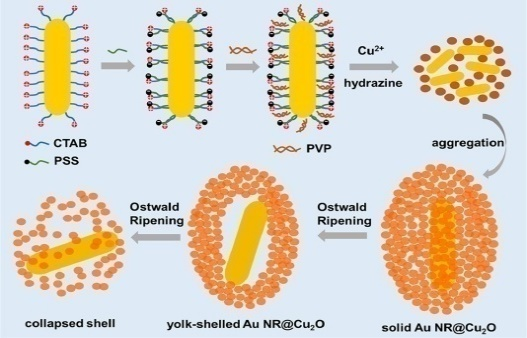 Cu²⁺
hydrazine
CTAB
PSS
PVP
aggregation
Ostwald
Ripening
Ostwald
Ripening
collapsed shell
yolk-shelled Au NR@Cu₂O
solid Au NR@Cu₂O